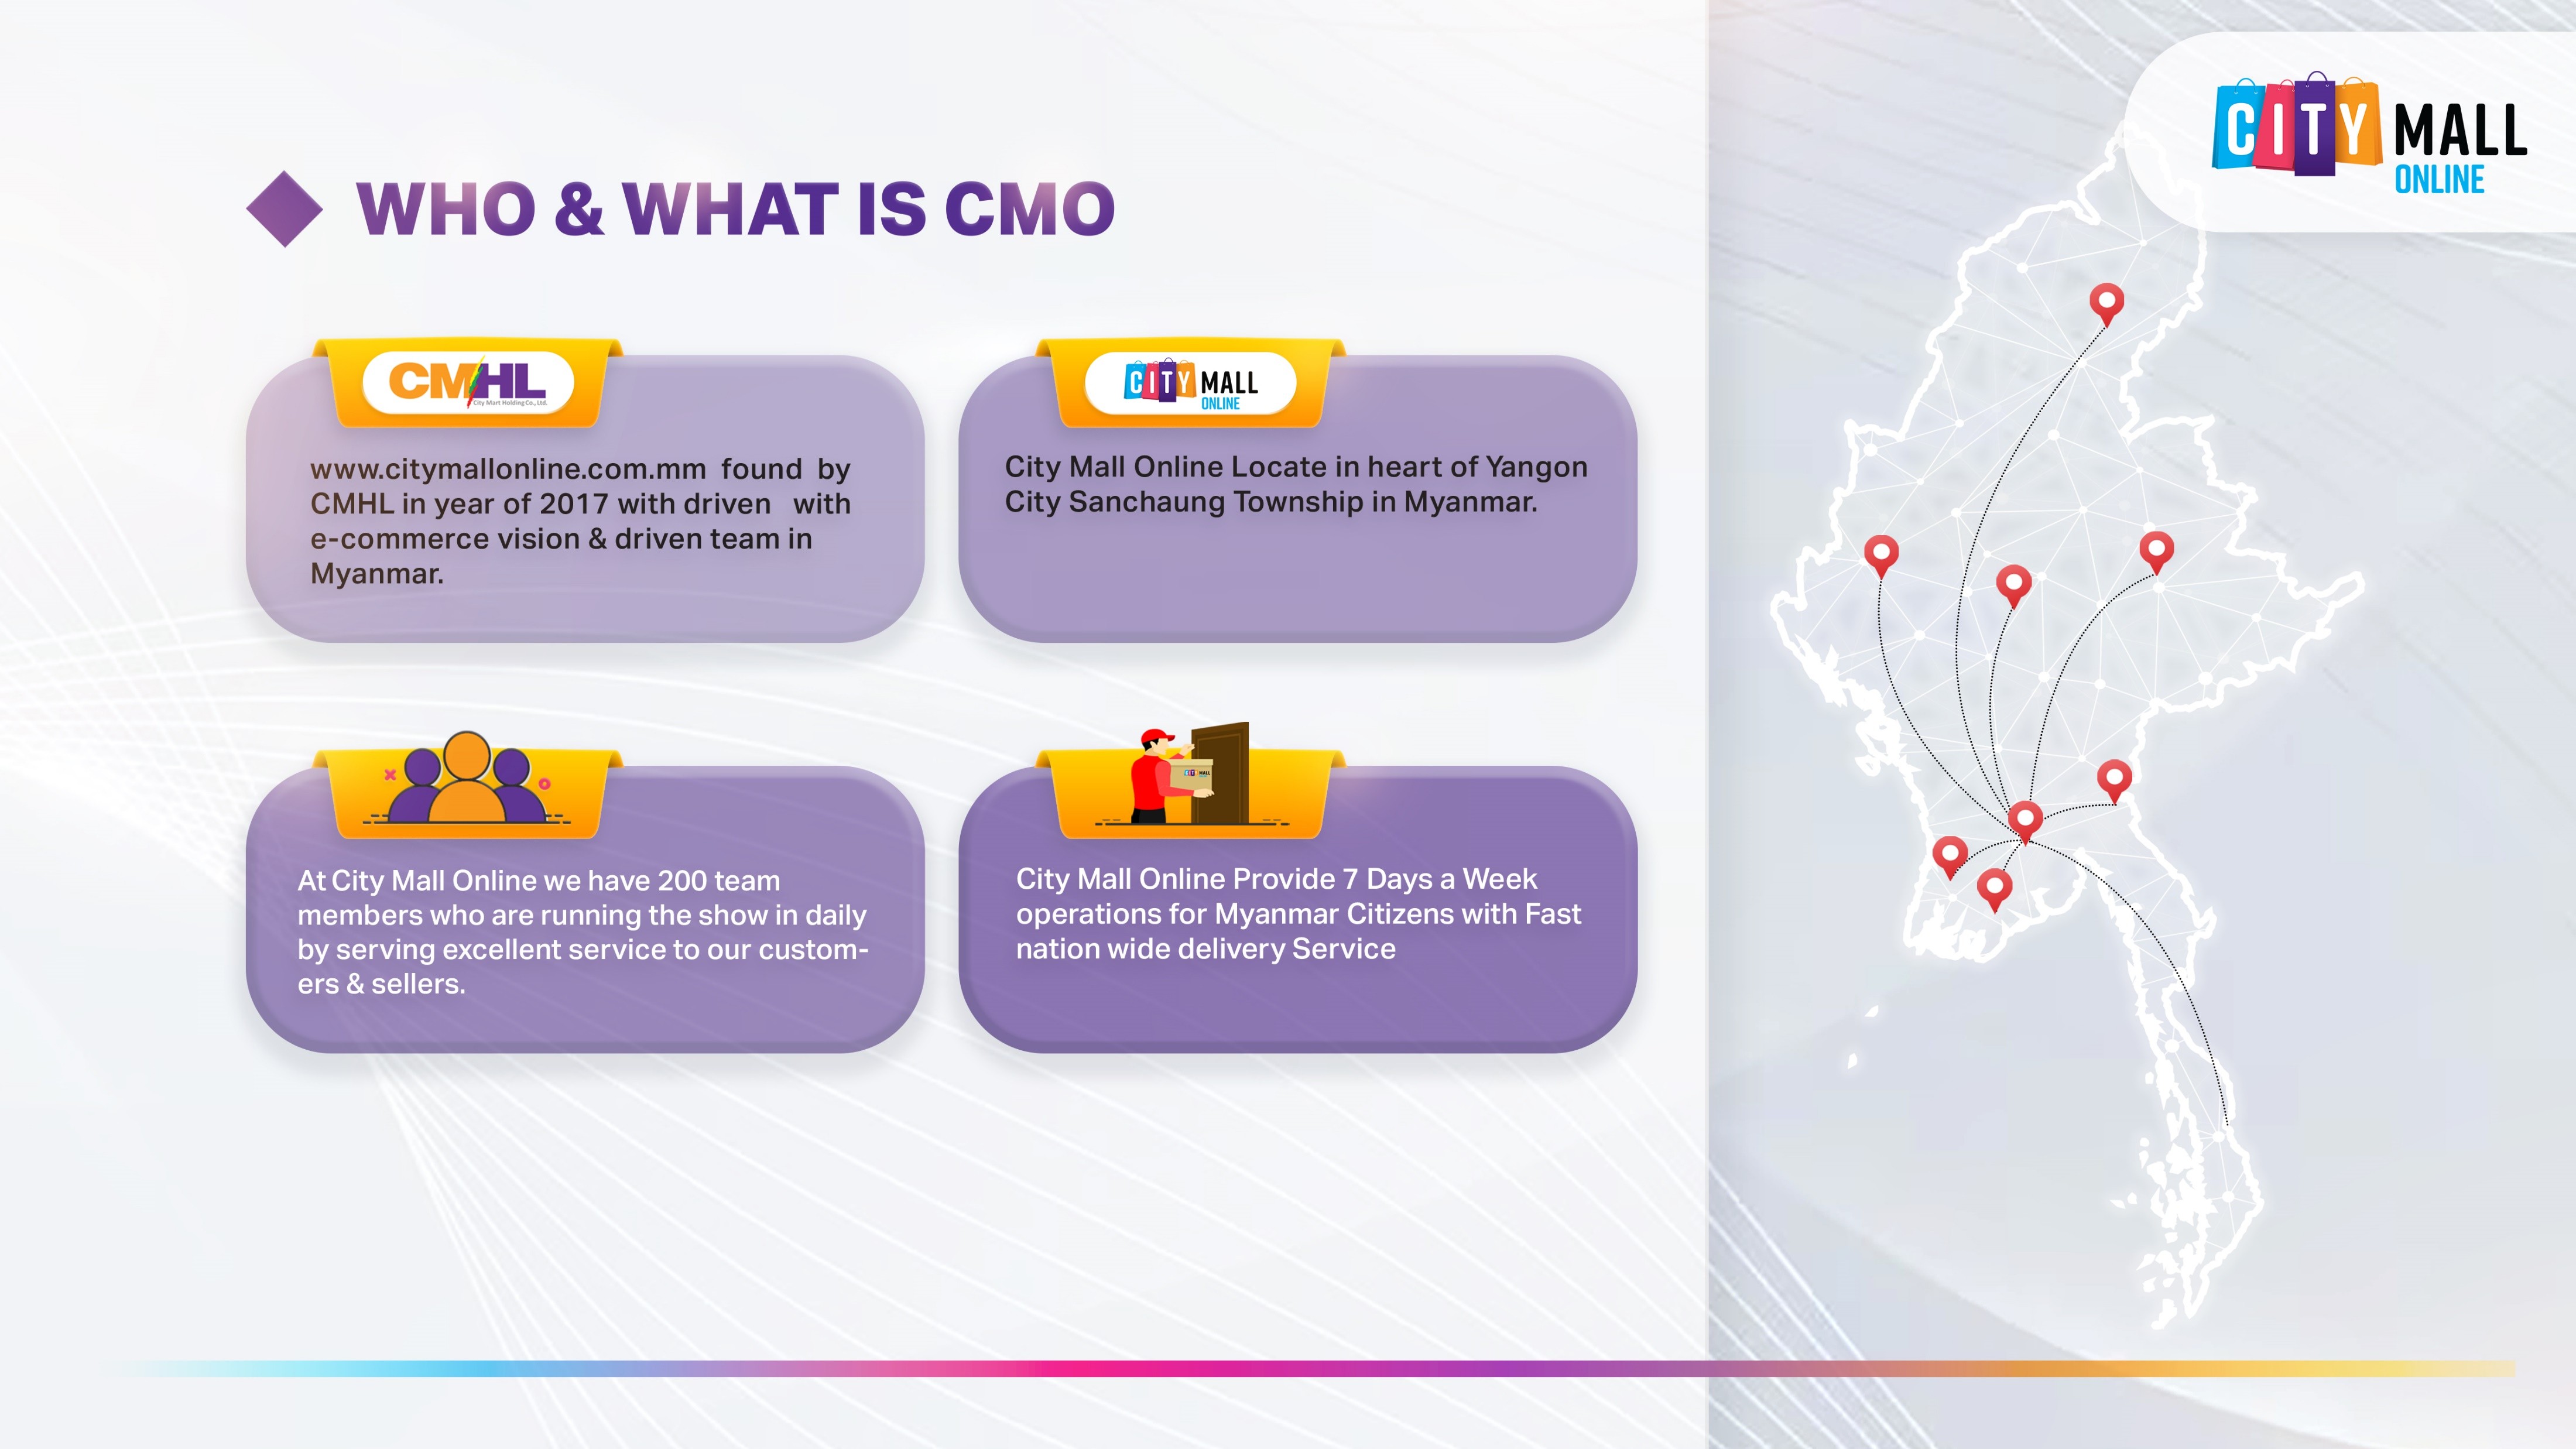 CITY MALL
ONLINE
WHO & WHAT IS CMO
CMHL
City Mart Holding Co., Ltd.
www.citymallonline.com.mm found by
CMHL in year of 2017 with driven with
e-commerce vision & driven team in
Myanmar.
CITY MALL
ONLINE
City Mall Online Locate in heart of Yangon
City Sanchaung Township in Myanmar.
At City Mall Online we have 200 team
members who are running the show in daily
by serving excellent service to our custom-
ers & sellers.
CITY MALL
City Mall Online Provide 7 Days a Week
operations for Myanmar Citizens with Fast
nation wide delivery Service